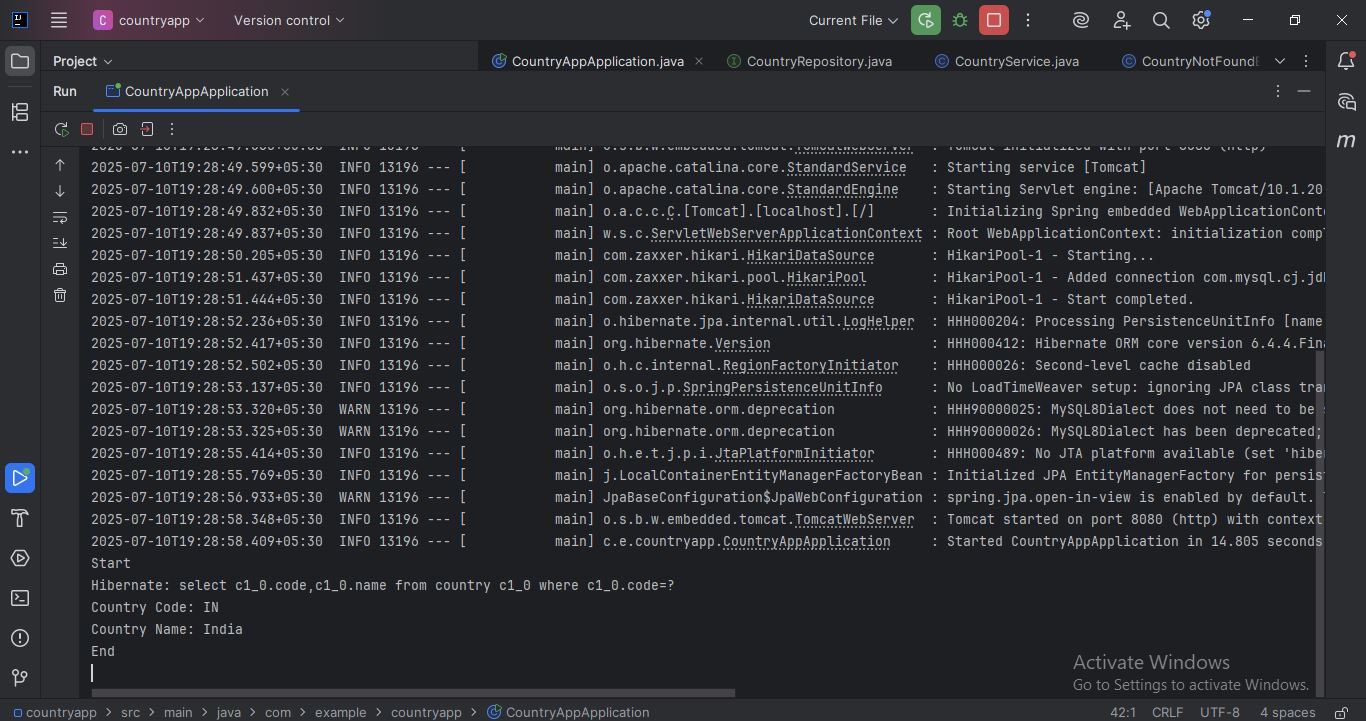 C countryapp Version control Current File
Project CountryAppApplication.java CountryRepository.java CountryService.java CountryNotFound
Run CountryAppApplication
2025-07-10T19:28:49.599+05:30 INFO 13196 --- [ main] o.apache.catalina.core.StandardService : Starting service [Tomcat]
2025-07-10T19:28:49.600+05:30 INFO 13196 --- [ main] o.apache.catalina.core.StandardEngine : Starting Servlet engine: [Apache Tomcat/10.1.20
2025-07-10T19:28:49.832+05:30 INFO 13196 --- [ main] o.a.c.c.C.[Tomcat].[localhost].[/] : Initializing Spring embedded WebApplicationCont
2025-07-10T19:28:49.837+05:30 INFO 13196 --- [ main] w.s.c.ServletWebServerApplicationContext : Root WebApplicationContext: initialization comp
2025-07-10T19:28:50.205+05:30 INFO 13196 --- [ main] com.zaxxer.hikari.HikariDataSource : HikariPool-1 - Starting...
2025-07-10T19:28:51.437+05:30 INFO 13196 --- [ main] com.zaxxer.hikari.pool.HikariPool : HikariPool-1 - Added connection com.mysql.cj.jd
2025-07-10T19:28:51.444+05:30 INFO 13196 --- [ main] com.zaxxer.hikari.HikariDataSource : HikariPool-1 - Start completed.
2025-07-10T19:28:52.236+05:30 INFO 13196 --- [ main] o.hibernate.jpa.internal.util.LogHelper : HHH000204: Processing PersistenceUnitInfo [name
2025-07-10T19:28:52.417+05:30 INFO 13196 --- [ main] org.hibernate.Version : HHH000412: Hibernate ORM core version 6.4.4.Fin
2025-07-10T19:28:52.502+05:30 INFO 13196 --- [ main] o.h.c.internal.RegionFactoryInitiator : HHH000026: Second-level cache disabled
2025-07-10T19:28:53.137+05:30 INFO 13196 --- [ main] o.s.o.j.p.SpringPersistenceUnitInfo : No LoadTimeWeaver setup: ignoring JPA class tra
2025-07-10T19:28:53.320+05:30 WARN 13196 --- [ main] org.hibernate.orm.deprecation : HHH90000025: MySQL8Dialect does not need to be
2025-07-10T19:28:53.325+05:30 WARN 13196 --- [ main] org.hibernate.orm.deprecation : HHH90000026: MySQL8Dialect has been deprecated;
2025-07-10T19:28:55.414+05:30 INFO 13196 --- [ main] o.h.e.t.j.p.i.JtaPlatformInitiator : HHH000489: No JTA platform available (set 'hibe
2025-07-10T19:28:55.769+05:30 INFO 13196 --- [ main] j.LocalContainerEntityManagerFactoryBean : Initialized JPA EntityManagerFactory for persis
2025-07-10T19:28:56.933+05:30 WARN 13196 --- [ main] JpaBaseConfiguration$JpaWebConfiguration : spring.jpa.open-in-view is enabled by default.
2025-07-10T19:28:58.348+05:30 INFO 13196 --- [ main] o.s.b.w.embedded.tomcat.TomcatWebServer : Tomcat started on port 8080 (http) with context
2025-07-10T19:28:58.409+05:30 INFO 13196 --- [ main] c.e.countryapp.CountryAppApplication : Started CountryAppApplication in 14.805 seconds
Start
Hibernate: select c1_0.code,c1_0.name from country c1_0 where c1_0.code=?
Country Code: IN
Country Name: India
End
Activate Windows
Go to Settings to activate Windows.
countryapp > src > main > java > com > example > countryapp > CountryAppApplication 42:1 CRLF UTF-8 4 spaces